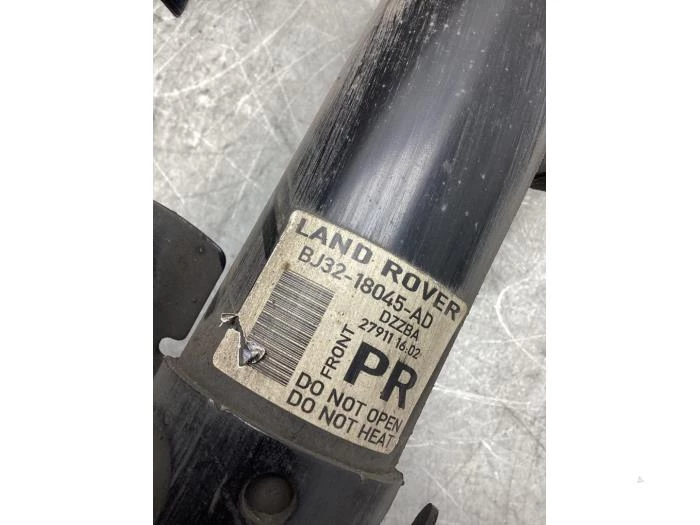 LAND ROVER
BJ32-18045-AD
DZZBA
27911 16:02
FRONT
PR
DO NOT OPEN
DO NOT HEAT